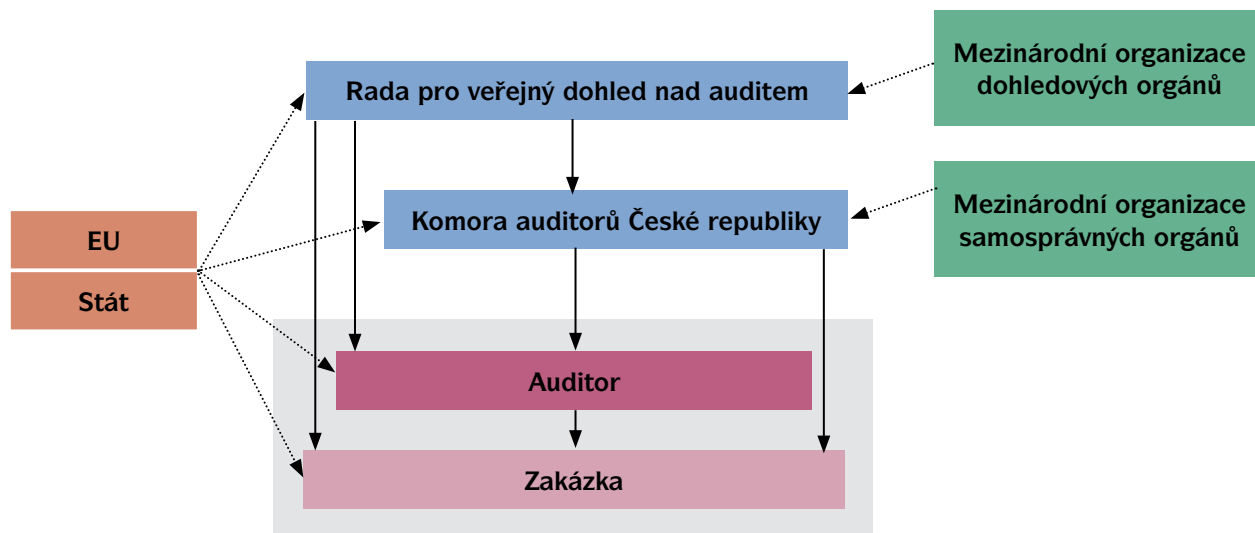 Rada pro veřejný dohled nad auditem
Mezinárodní organizace
dohledových orgánů
Komora auditorů České republiky
Mezinárodní organizace
samosprávných orgánů
EU
Stát
Auditor
Zakázka